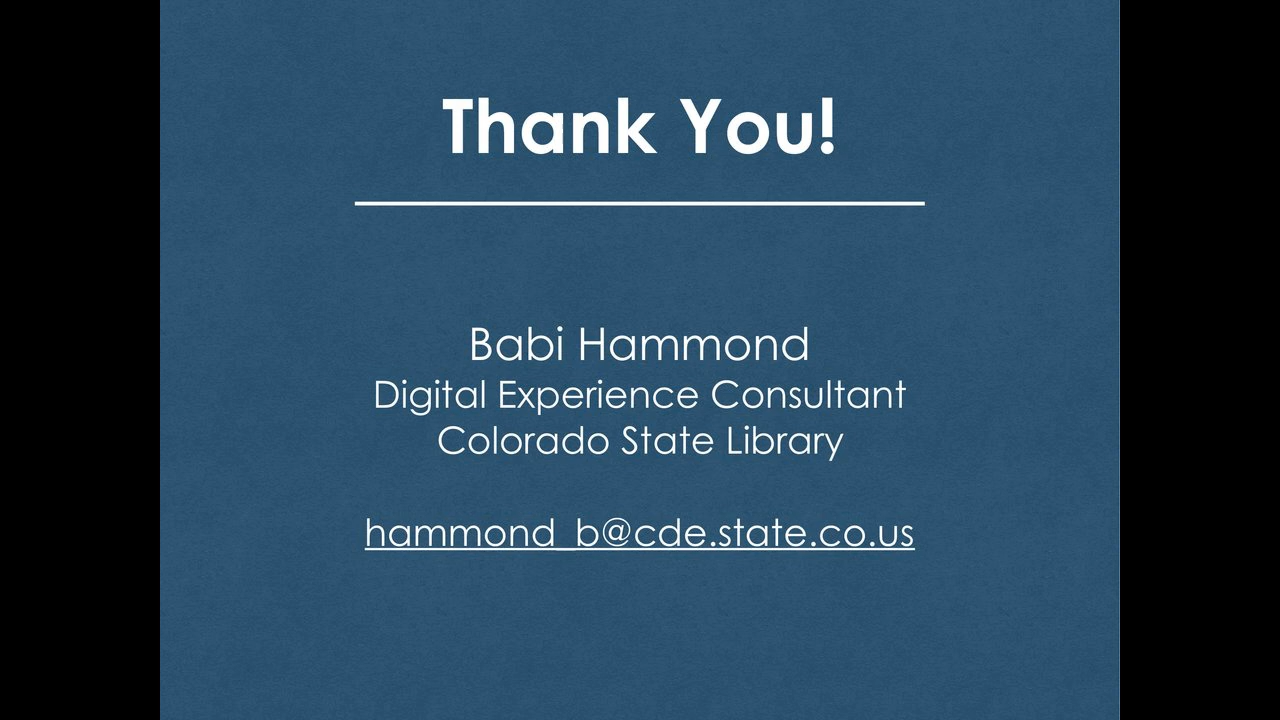 Thank You!
Babi Hammond
Digital Experience Consultant
Colorado State Library
hammond_b@cde.state.co.us